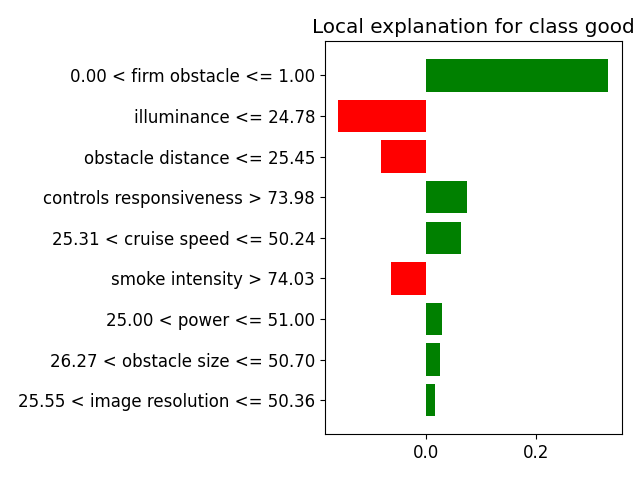 Local explanation for class good
0.00 < firm obstacle <= 1.00
illuminance <= 24.78
obstacle distance <= 25.45
controls responsiveness > 73.98
25.31 < cruise speed <= 50.24
smoke intensity > 74.03
25.00 < power <= 51.00
26.27 < obstacle size <= 50.70
25.55 < image resolution <= 50.36
0.0 0.2